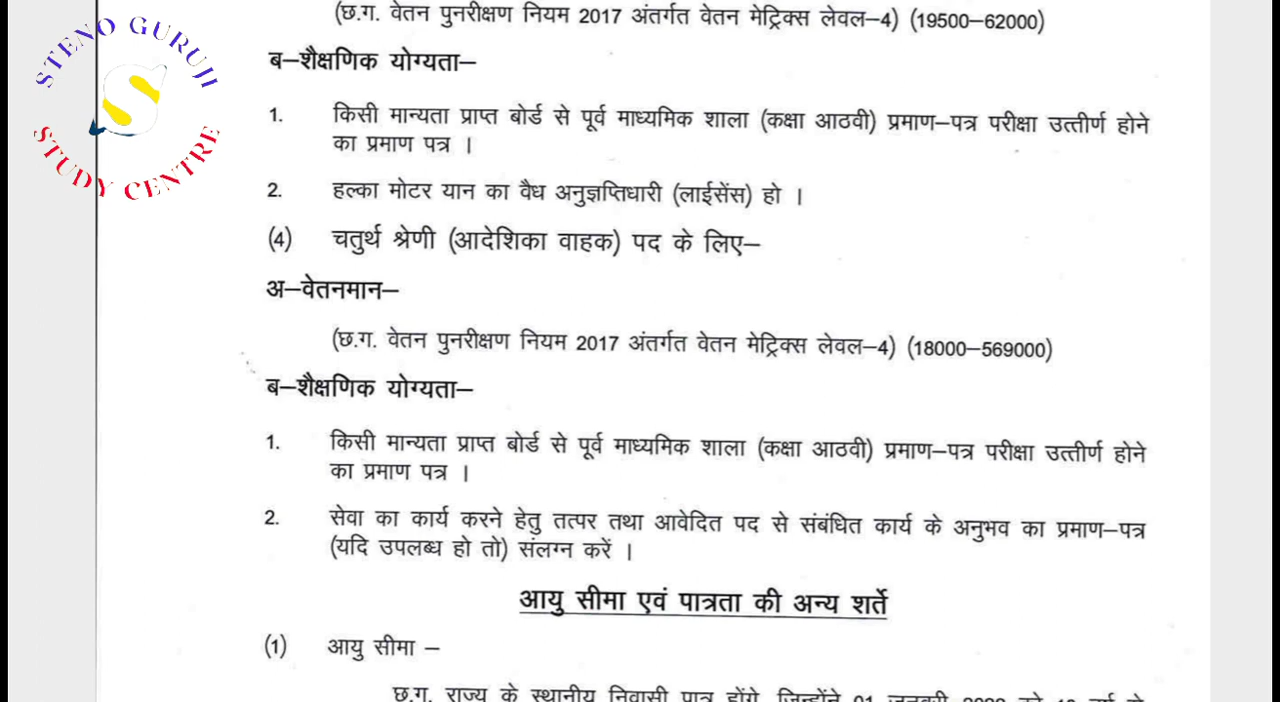 STENO GURUJI
STUDY CENTRE
(छ.ग. वेतन पुनरीक्षण नियम 2017 अंतर्गत वेतन मेट्रिक्स लेवल–4) (19500–62000)
ब–शैक्षणिक योग्यता–
1. किसी मान्यता प्राप्त बोर्ड से पूर्व माध्यमिक शाला (कक्षा आठवी) प्रमाण–पत्र परीक्षा उत्तीर्ण होने
का प्रमाण पत्र ।
2. हल्का मोटर यान का वैध अनुज्ञप्तिधारी (लाईसेंस) हो ।
(4) चतुर्थ श्रेणी (आदेशिका वाहक) पद के लिए–
अ–वेतनमान–
(छ.ग. वेतन पुनरीक्षण नियम 2017 अंतर्गत वेतन मेट्रिक्स लेवल–4) (18000–569000)
ब–शैक्षणिक योग्यता–
1. किसी मान्यता प्राप्त बोर्ड से पूर्व माध्यमिक शाला (कक्षा आठवी) प्रमाण–पत्र परीक्षा उत्तीर्ण होने
का प्रमाण पत्र ।
2. सेवा का कार्य करने हेतु तत्पर तथा आवेदित पद से संबंधित कार्य के अनुभव का प्रमाण–पत्र
(यदि उपलब्ध हो तो) संलग्न करें ।
आयु सीमा एवं पात्रता की अन्य शर्ते
(1) आयु सीमा –
छ.ग. राज्य के स्थानीय निवासी पात्र होंगे, जिन्होंने 01 जनवरी